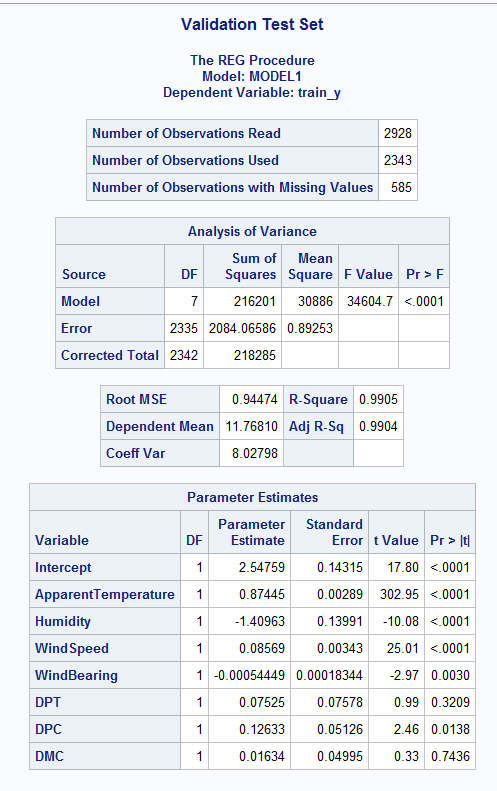 Validation Test Set
The REG Procedure
Model: MODEL1
Dependent Variable: train_y
Number of Observations Read 2928
Number of Observations Used 2343
Number of Observations with Missing Values 585
Analysis of Variance
Source DF Sum of Squares Mean Square F Value Pr > F
Model 7 216201 30886 34604.7 <.0001
Error 2335 2084.06586 0.89253
Corrected Total 2342 218285
Root MSE 0.94474 R-Square 0.9905
Dependent Mean 11.76810 Adj R-Sq 0.9904
Coeff Var 8.02798
Parameter Estimates
Variable DF Parameter Estimate Standard Error t Value Pr > |t|
Intercept 1 2.54759 0.14315 17.80 <.0001
ApparentTemperature 1 0.87445 0.00289 302.95 <.0001
Humidity 1 -1.40963 0.13991 -10.08 <.0001
WindSpeed 1 0.08569 0.00343 25.01 <.0001
WindBearing 1 -0.00054449 0.00018344 -2.97 0.0030
DPT 1 0.07525 0.07578 0.99 0.3209
DPC 1 0.12633 0.05126 2.46 0.0138
DMC 1 0.01634 0.04995 0.33 0.7436